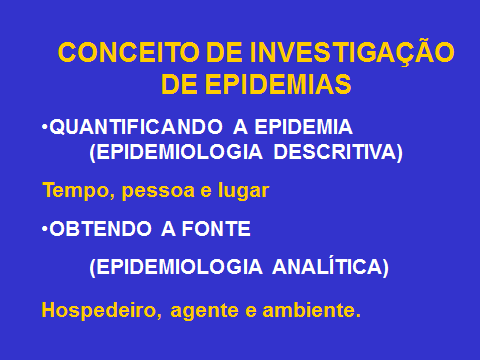 CONCEITO DE INVESTIGAÇÃO
DE EPIDEMIAS
•QUANTIFICANDO A EPIDEMIA
(EPIDEMIOLOGIA DESCRITIVA)
Tempo, pessoa e lugar
•OBTENDO A FONTE
(EPIDEMIOLOGIA ANALÍTICA)
Hospedeiro, agente e ambiente.